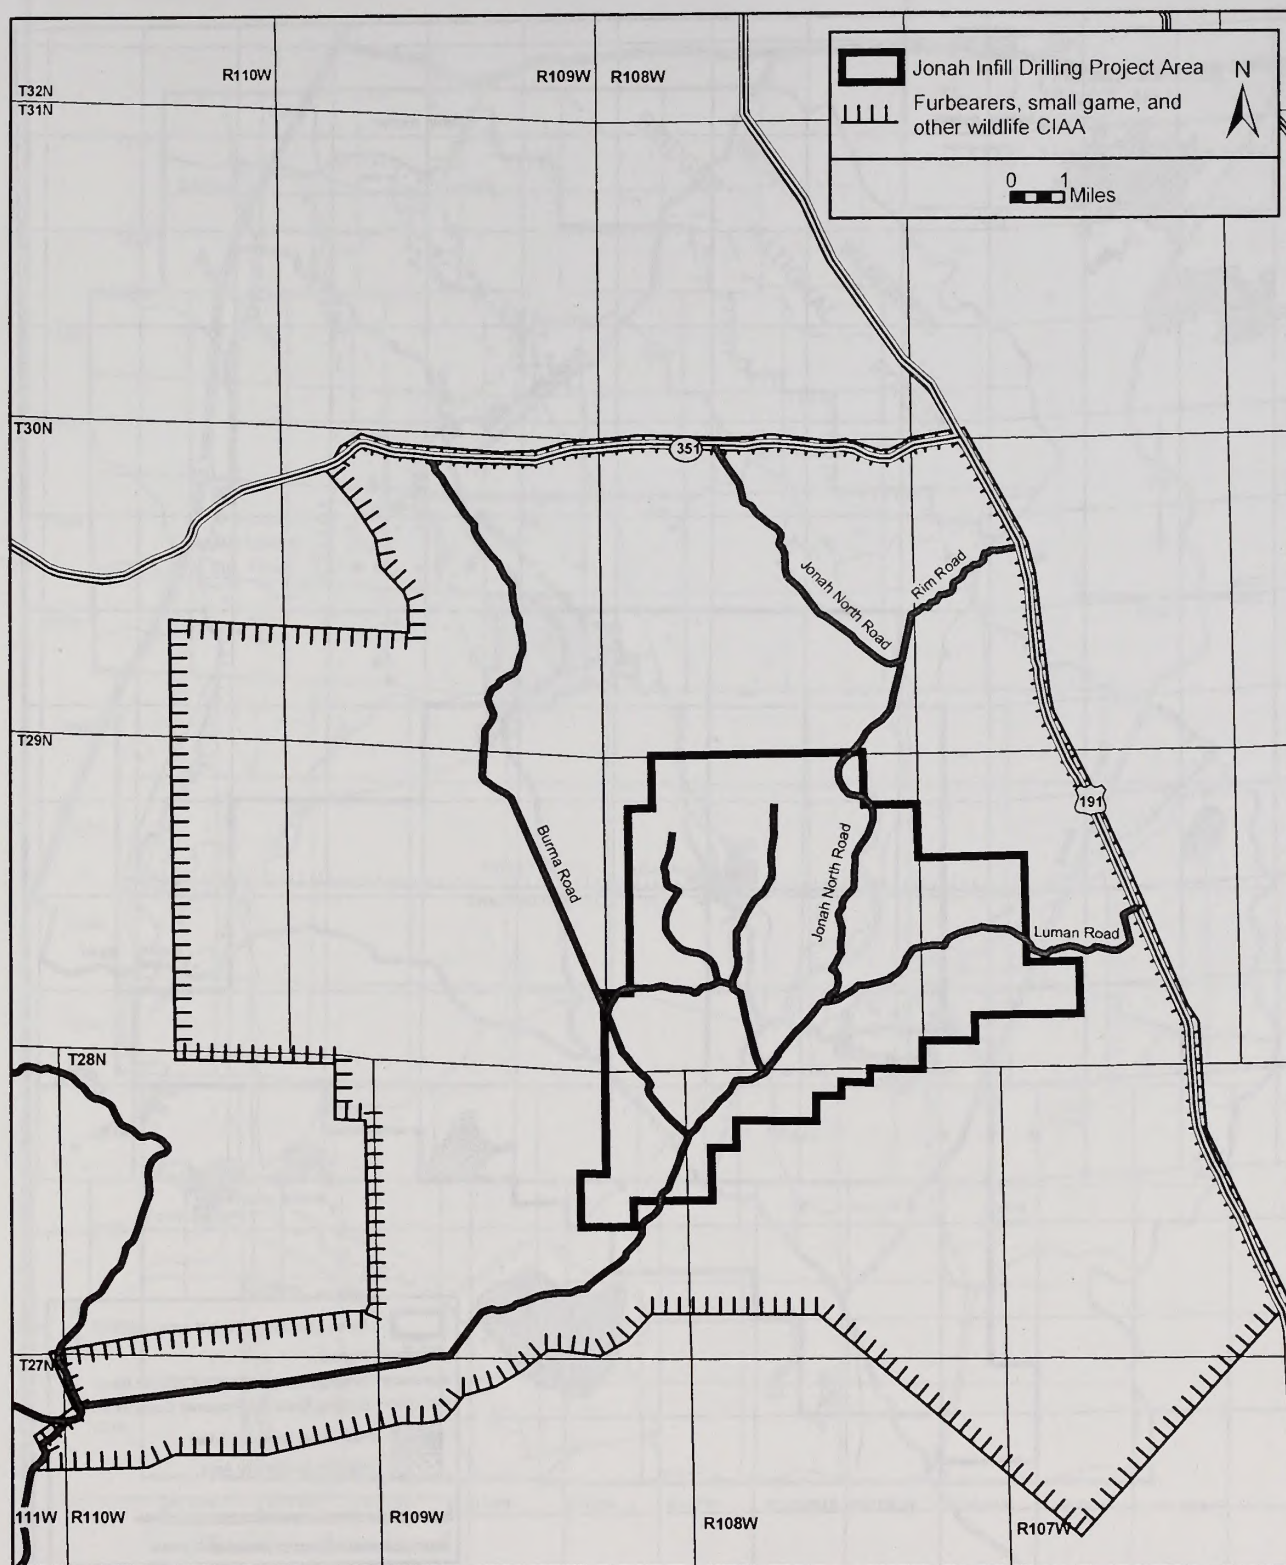 R110W
R109W
R108W
T32N
T31N
Jonah Infill Drilling Project Area
N
Furbearers, small game, and
other wildlife CIAA
0 1
Miles
T30N
351
Jonah North Road
Rim Road
T29N
191
Burma Road
Jonah North Road
Luman Road
T28N
T27N
111W
R110W
R109W
R108W
R107W